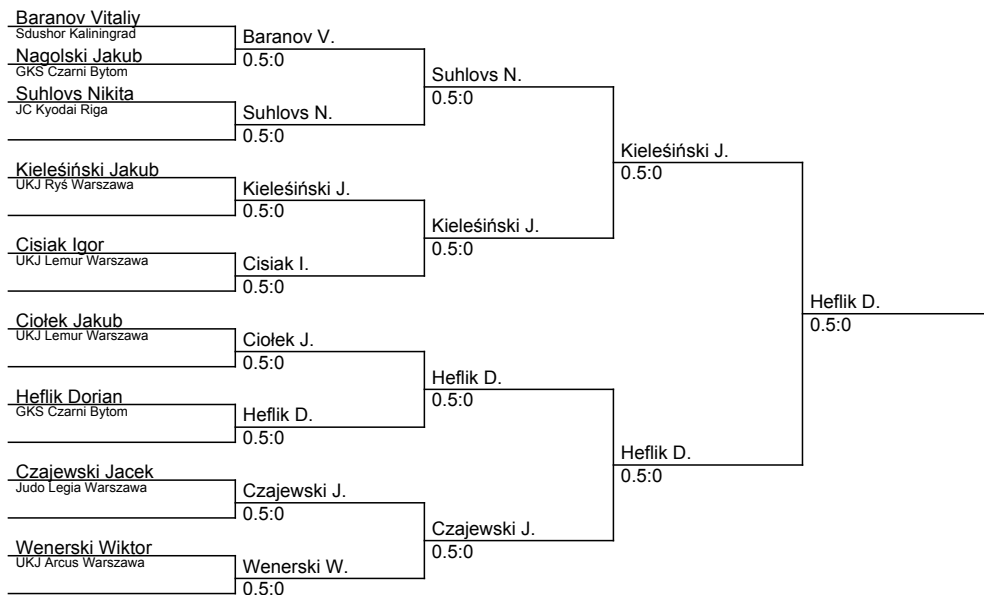 Baranov Vitaliy
Sdushor Kaliningrad
Nagolski Jakub
GKS Czarni Bytom
Suhlovs Nikita
JC Kyodai Riga
Kieleśiński Jakub
UKJ Ryś Warszawa
Cisiak Igor
UKJ Lemur Warszawa
Ciołek Jakub
UKJ Lemur Warszawa
Heflik Dorian
GKS Czarni Bytom
Czajewski Jacek
Judo Legia Warszawa
Wenerski Wiktor
UKJ Arcus Warszawa
Baranov V.
0.5:0
Suhlovs N.
0.5:0
Kieleśiński J.
0.5:0
Cisiak I.
0.5:0
Ciołek J.
0.5:0
Heflik D.
0.5:0
Czajewski J.
0.5:0
Wenerski W.
0.5:0
Suhlovs N.
0.5:0
Kieleśiński J.
0.5:0
Heflik D.
0.5:0
Czajewski J.
0.5:0
Kieleśiński J.
0.5:0
Heflik D.
0.5:0
Heflik D.
0.5:0